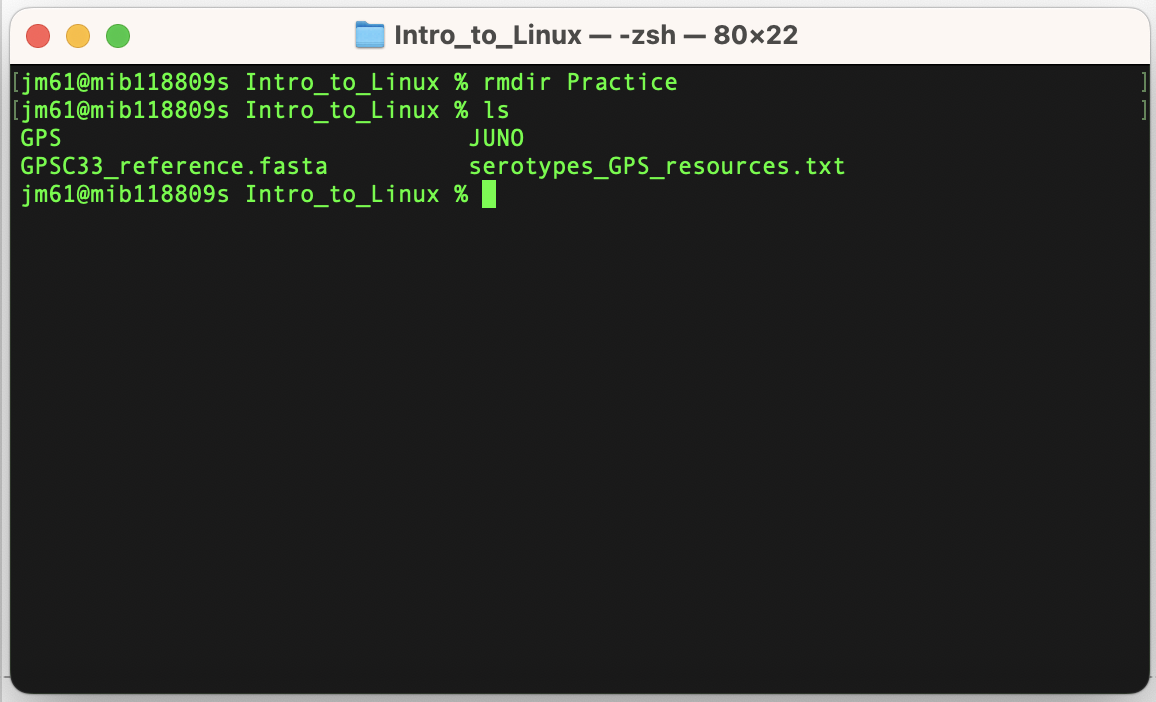 Intro_to_Linux — -zsh — 80×22
[jm61@mib118809s Intro_to_Linux % rmdir Practice ]
[jm61@mib118809s Intro_to_Linux % ls ]
GPS JUNO
GPSC33_reference.fasta serotypes_GPS_resources.txt
jm61@mib118809s Intro_to_Linux %